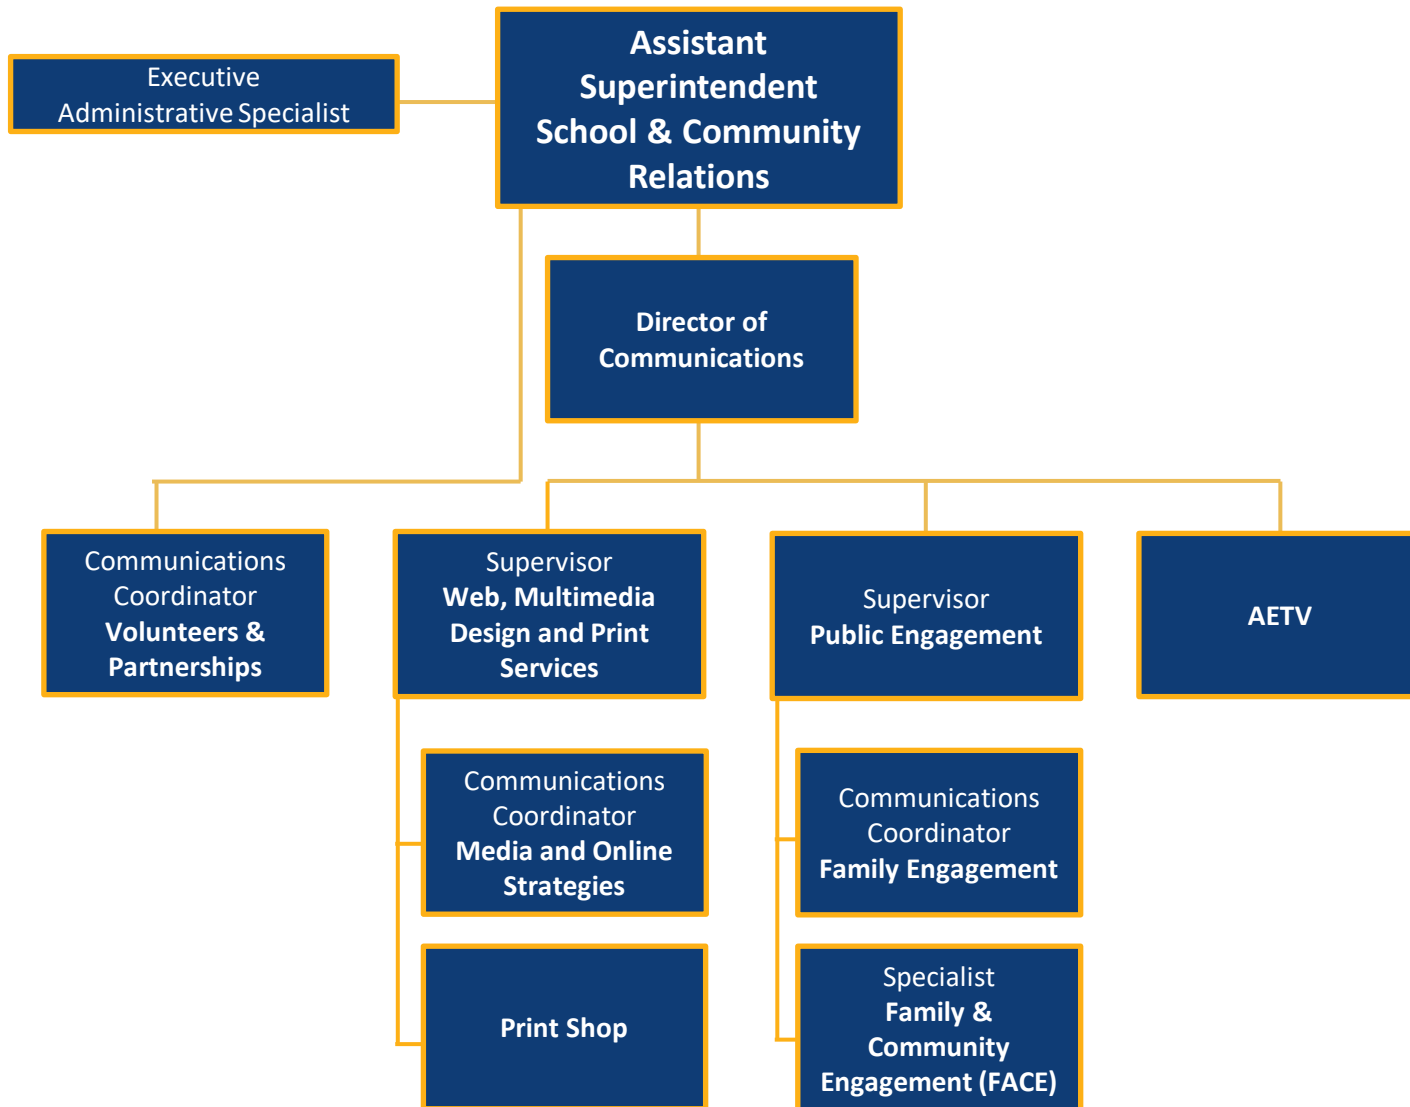 Executive
Administrative Specialist
Assistant
Superintendent
School & Community
Relations
Director of
Communications
Communications
Coordinator
Volunteers &
Partnerships
Supervisor
Web, Multimedia
Design and Print
Services
Supervisor
Public Engagement
AETV
Communications
Coordinator
Media and Online
Strategies
Communications
Coordinator
Family Engagement
Print Shop
Specialist
Family &
Community
Engagement (FACE)